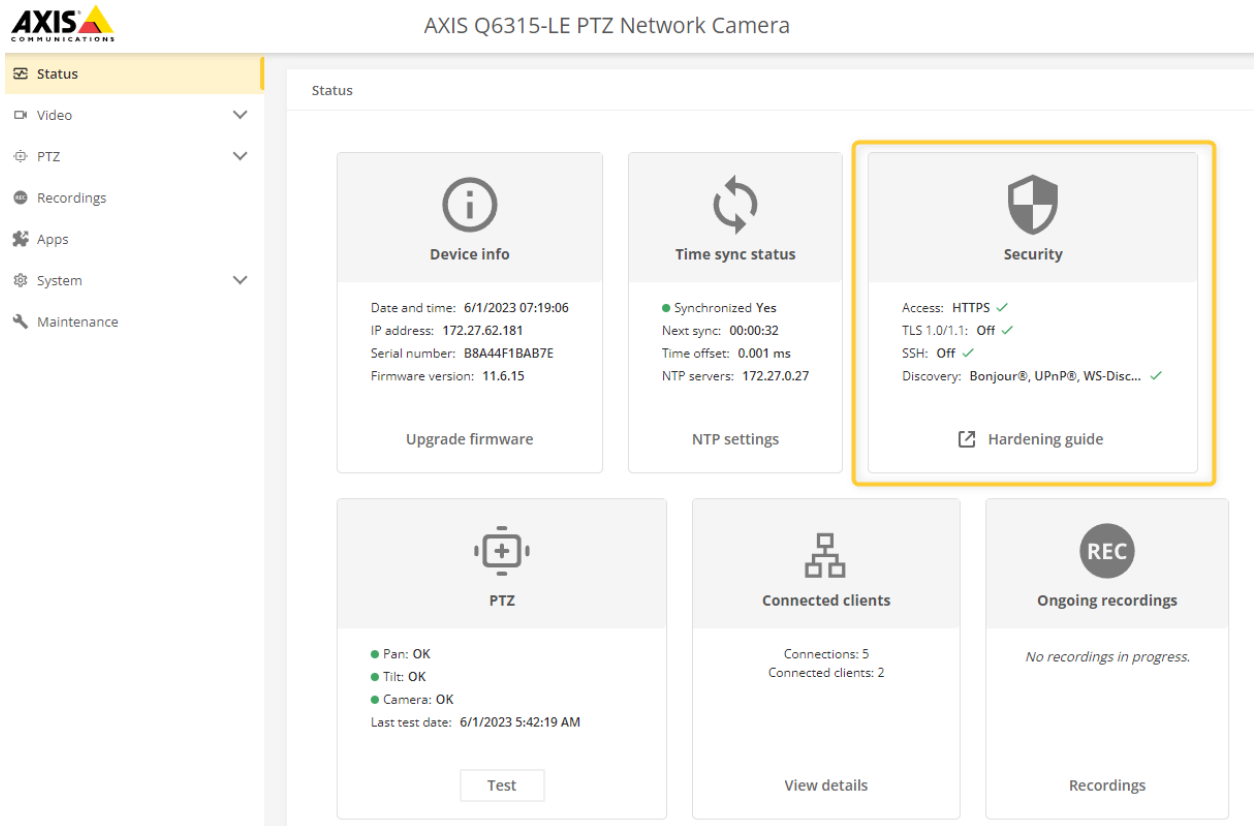 AXIS
COMMUNICATIONS
AXIS Q6315-LE PTZ Network Camera
Status
Video
PTZ
Recordings
Apps
System
Maintenance
Status
Device info
Date and time: 6/1/2023 07:19:06
IP address: 172.27.62.181
Serial number: B8A44F1BAB7E
Firmware version: 11.6.15
Upgrade firmware
Time sync status
Synchronized Yes
Next sync: 00:00:32
Time offset: 0.001 ms
NTP servers: 172.27.0.27
NTP settings
Security
Access: HTTPS
TLS 1.0/1.1: Off
SSH: Off
Discovery: Bonjour®, UPnP®, WS-Disc...
Hardening guide
PTZ
Pan: OK
Tilt: OK
Camera: OK
Last test date: 6/1/2023 5:42:19 AM
Test
Connected clients
Connections: 5
Connected clients: 2
View details
REC
Ongoing recordings
No recordings in progress.
Recordings